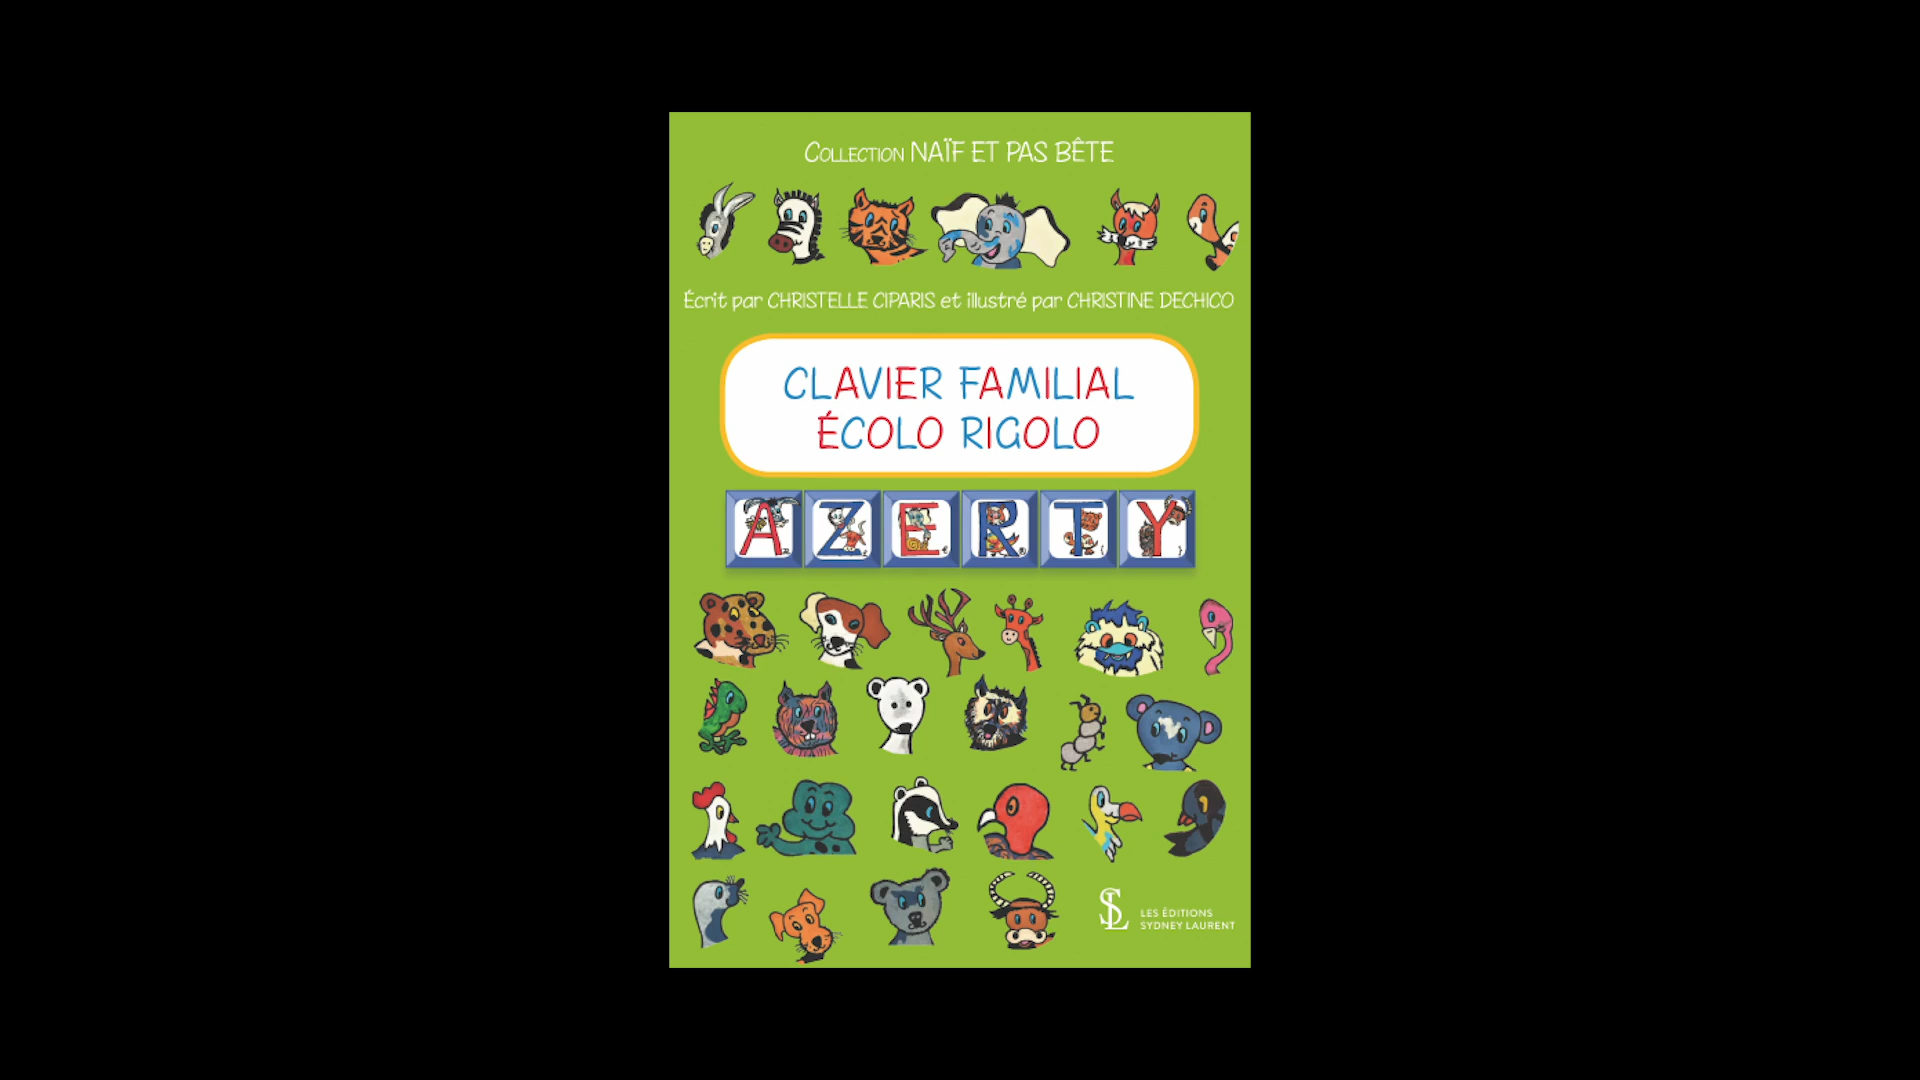 COLLECTION NAÏF ET PAS BÊTE
Écrit par CHRISTELLE CIPARIS et illustré par CHRISTINE DECHICO
CLAVIER FAMILIAL
ÉCOLO RIGOLO
AZERTY
SL
LES ÉDITIONS
SYDNEY LAURENT